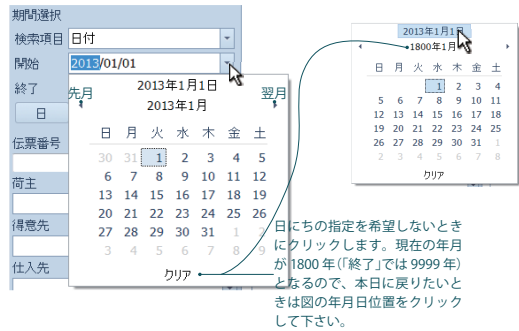 期間選択
検索項目 日付
開始 2013/01/01
終了
日
伝票番号
荷主
得意先
仕入先
2013年1月1日
先月 2013年1月 翌月
日 月 火 水 木 金 土
30 31 1 2 3 4 5
6 7 8 9 10 11 12
13 14 15 16 17 18 19
20 21 22 23 24 25 26
27 28 29 30 31 1 2
3 4 5 6 7 8 9
クリア
2013年1月1日
1800年1月
日 月 火 水 木 金 土
1 2 3 4
5 6 7 8 9 10 11
12 13 14 15 16 17 18
19 20 21 22 23 24 25
26 27 28 29 30 31 1
2 3 4 5 6 7 8
クリア
日にちの指定を希望しないとき
にクリックします。現在の年月
が 1800 年（「終了」では 9999 年）
となるので、本日に戻りたいと
きは図の年月日位置をクリック
して下さい。